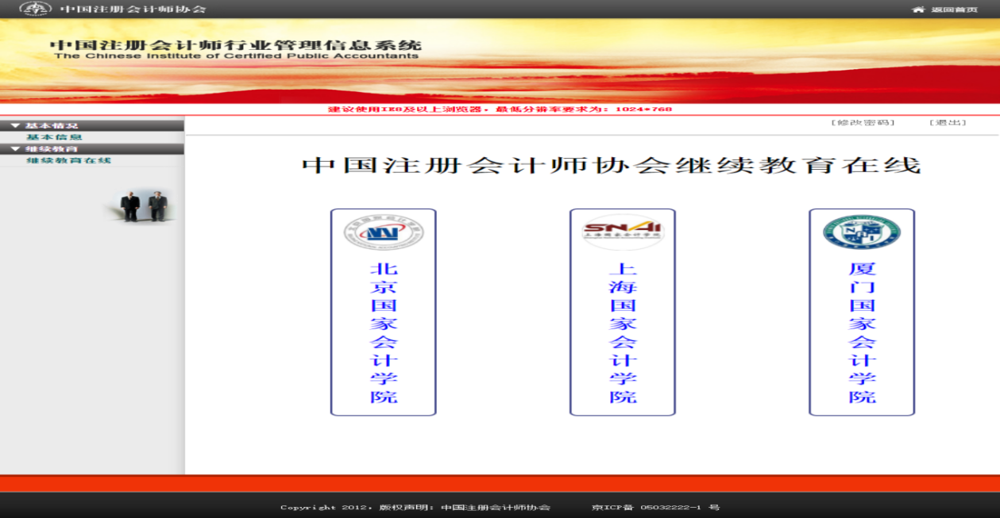 中国注册会计师协会
返回首页
中国注册会计师行业管理信息系统
The Chinese Institute of Certified Public Accountants
建议使用IE8及以上浏览器，最低分辨率要求为：1024*768
▼ 基本情况
基本信息
▼ 继续教育
继续教育在线
[修改密码] [退出]
中国注册会计师协会继续教育在线
北京国家会计学院
SNAI
上海国家会计学院
上海国家会计学院
NAI
厦门国家会计学院
Copyright 2012，版权声明：中国注册会计师协会 京ICP备 05032222-1 号